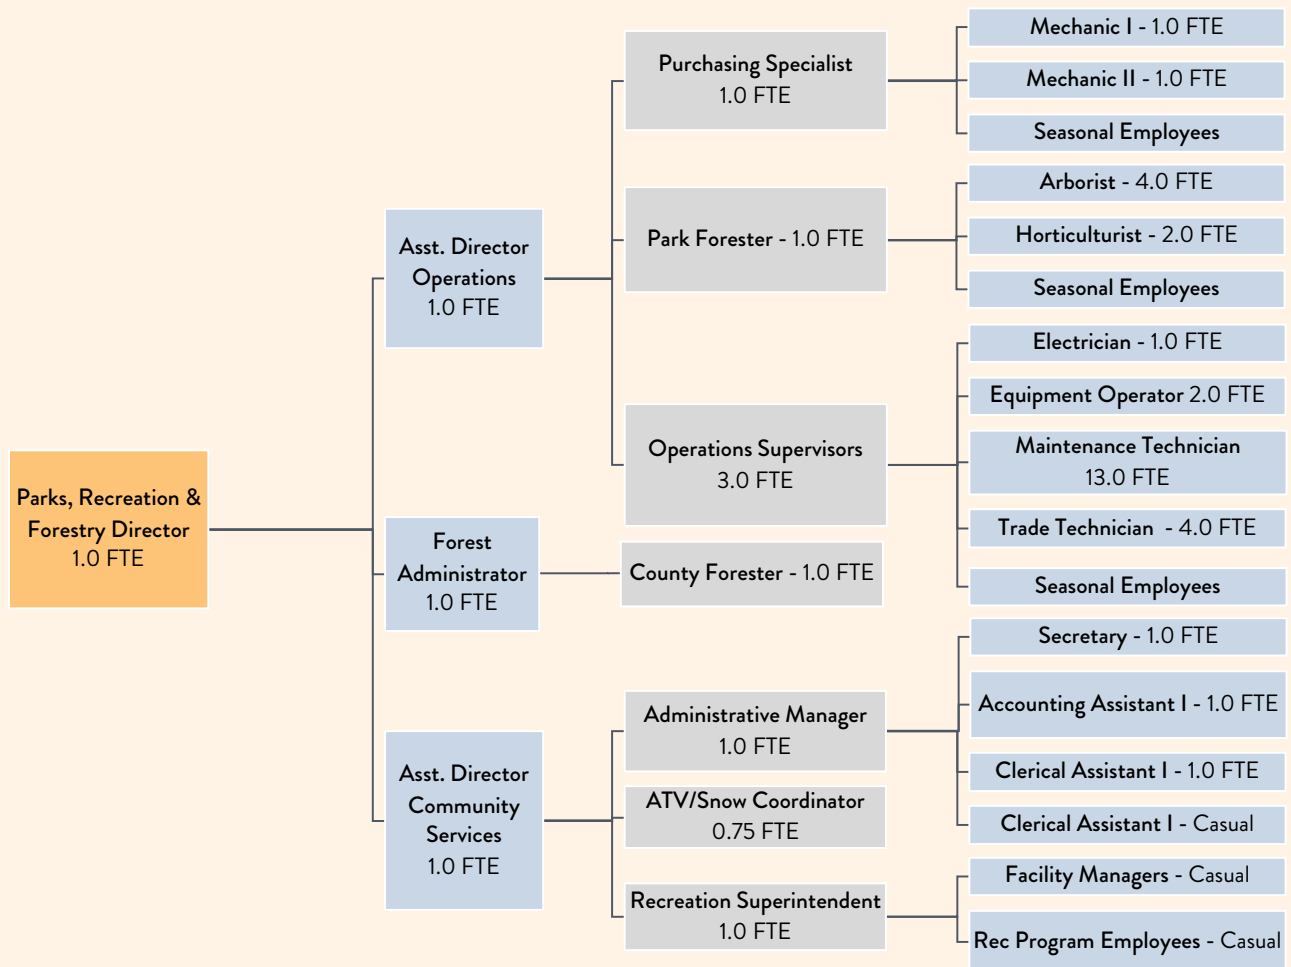 Parks, Recreation &
Forestry Director
1.0 FTE
Asst. Director
Operations
1.0 FTE
Purchasing Specialist
1.0 FTE
Mechanic I - 1.0 FTE
Mechanic II - 1.0 FTE
Seasonal Employees
Park Forester - 1.0 FTE
Arborist - 4.0 FTE
Horticulturist - 2.0 FTE
Seasonal Employees
Operations Supervisors
3.0 FTE
Electrician - 1.0 FTE
Equipment Operator 2.0 FTE
Maintenance Technician
13.0 FTE
Trade Technician - 4.0 FTE
Seasonal Employees
Forest
Administrator
1.0 FTE
County Forester - 1.0 FTE
Asst. Director
Community
Services
1.0 FTE
Administrative Manager
1.0 FTE
Secretary - 1.0 FTE
Accounting Assistant I - 1.0 FTE
Clerical Assistant I - 1.0 FTE
Clerical Assistant I - Casual
ATV/Snow Coordinator
0.75 FTE
Recreation Superintendent
1.0 FTE
Facility Managers - Casual
Rec Program Employees - Casual